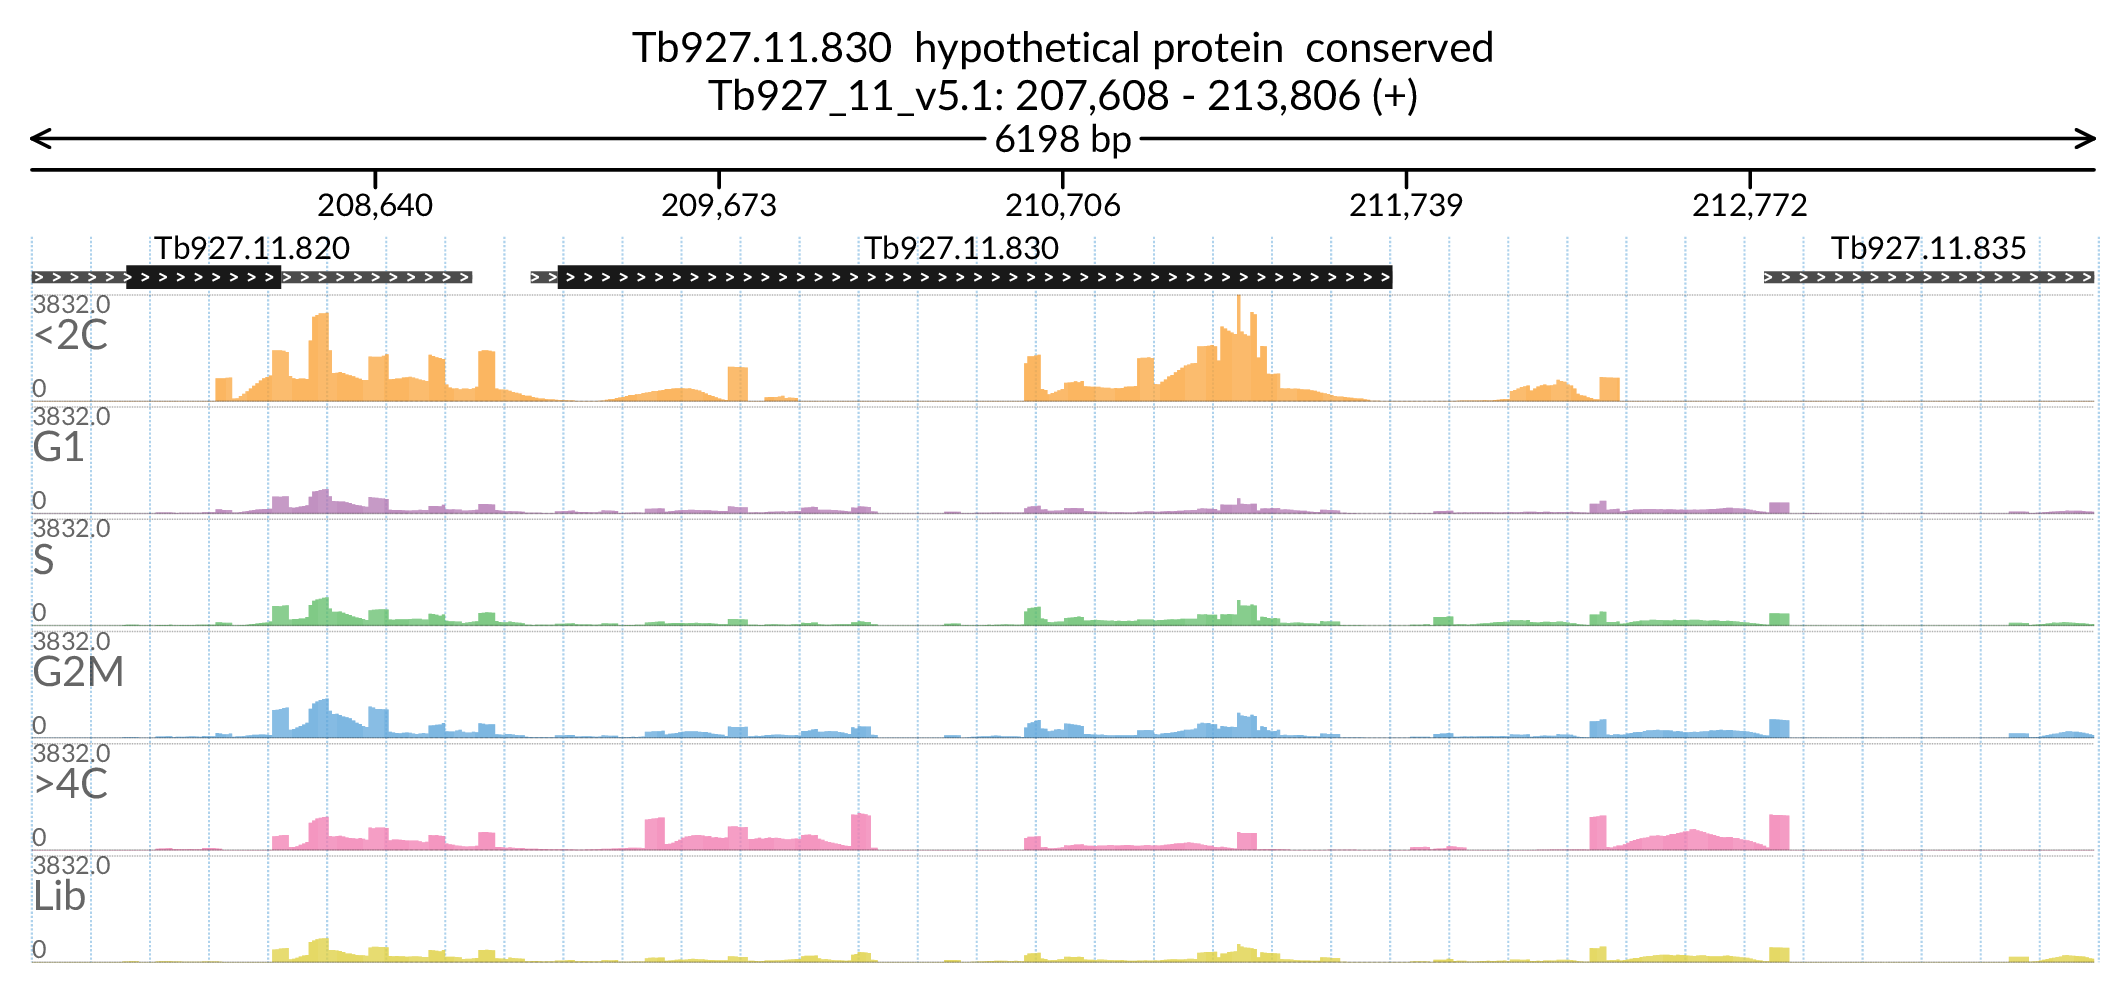 Tb927.11.830  hypothetical protein  conserved
Tb927_11_v5.1: 207,608 - 213,806 (+)
6198 bp
208,640 209,673 210,706 211,739 212,772
Tb927.11.820 Tb927.11.830 Tb927.11.835
3832.0
<2C
0
3832.0
G1
0
3832.0
S
0
3832.0
G2M
0
3832.0
>4C
0
3832.0
Lib
0